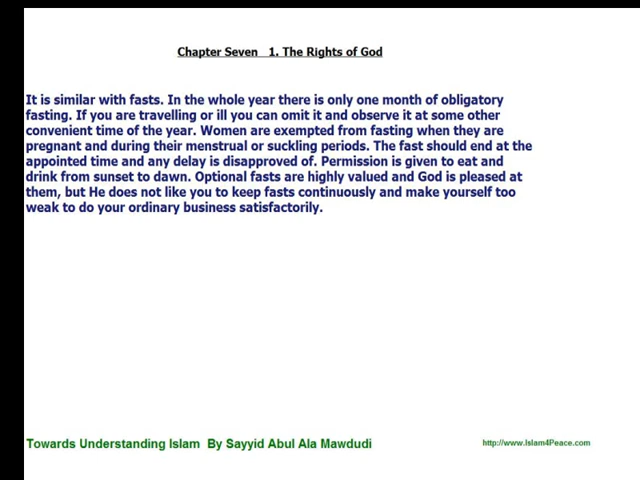 Chapter Seven   1. The Rights of God
It is similar with fasts. In the whole year there is only one month of obligatory
fasting. If you are travelling or ill you can omit it and observe it at some other
convenient time of the year. Women are exempted from fasting when they are
pregnant and during their menstrual or suckling periods. The fast should end at the
appointed time and any delay is disapproved of. Permission is given to eat and
drink from sunset to dawn. Optional fasts are highly valued and God is pleased at
them, but He does not like you to keep fasts continuously and make yourself too
weak to do your ordinary business satisfactorily.
Towards Understanding Islam  By Sayyid Abul Ala Mawdudi
http://www.Islam4Peace.com